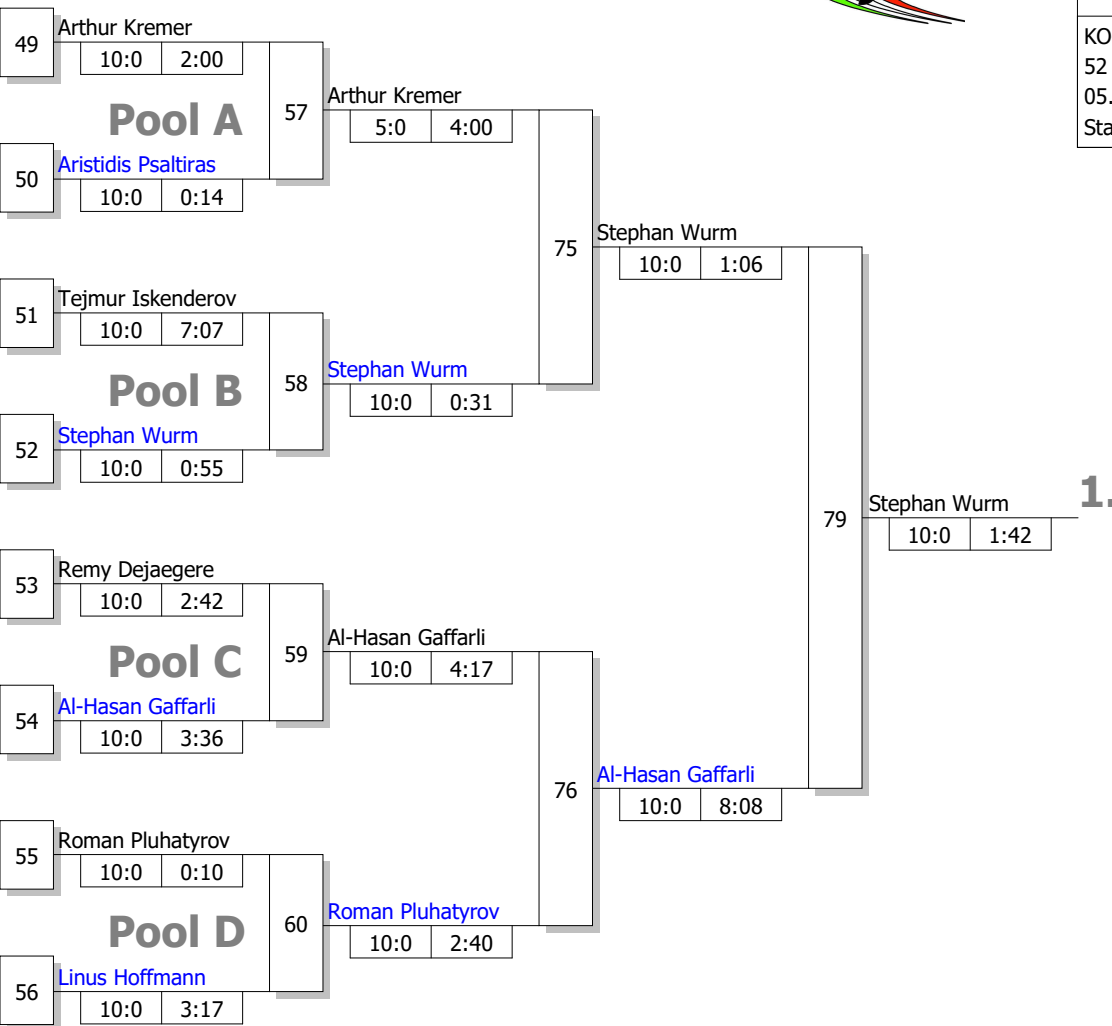 KO
52
05.
Sta
49
Arthur Kremer
10:0 2:00
Pool A
57
Arthur Kremer
5:0 4:00
50
Aristidis Psaltiras
10:0 0:14
75
Stephan Wurm
10:0 1:06
51
Tejmur Iskenderov
10:0 7:07
Pool B
58
Stephan Wurm
10:0 0:31
52
Stephan Wurm
10:0 0:55
79
Stephan Wurm
10:0 1:42
1.
53
Remy Dejaegere
10:0 2:42
Pool C
59
Al-Hasan Gaffarli
10:0 4:17
54
Al-Hasan Gaffarli
10:0 3:36
76
Al-Hasan Gaffarli
10:0 8:08
55
Roman Pluhatyrov
10:0 0:10
Pool D
60
Roman Pluhatyrov
10:0 2:40
56
Linus Hoffmann
10:0 3:17